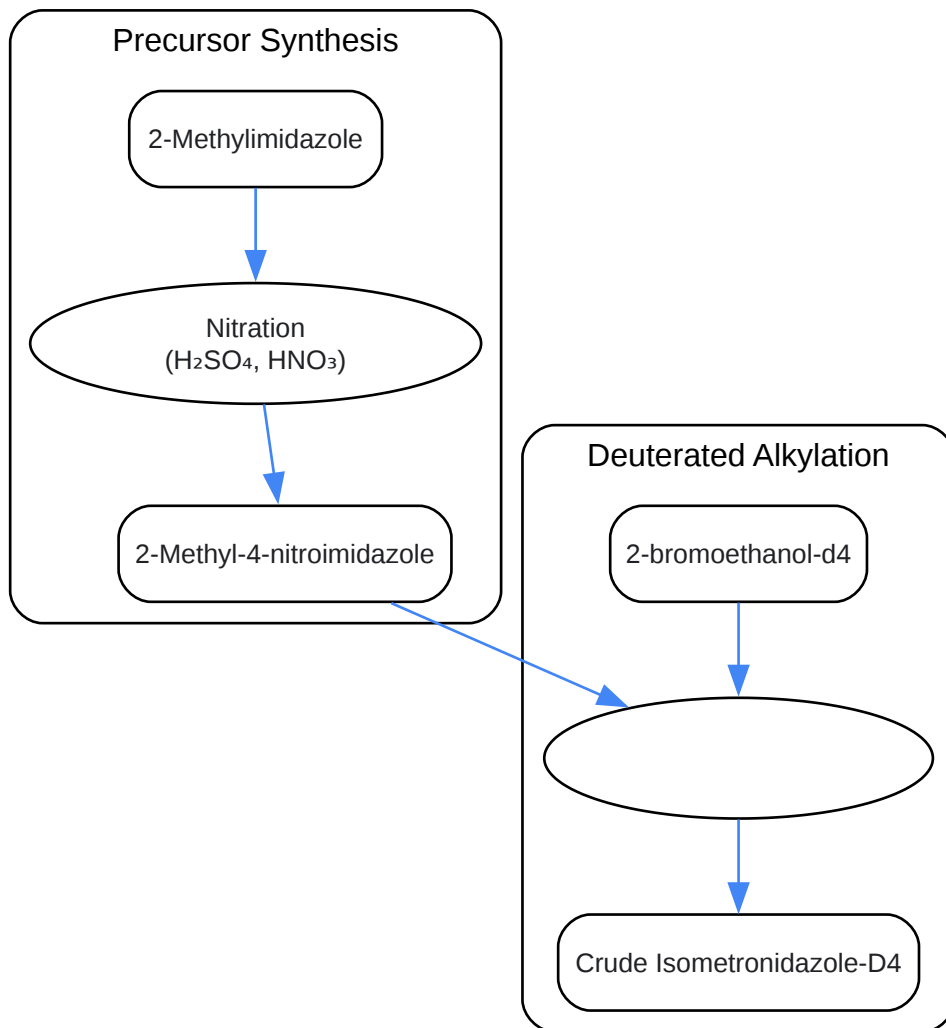 Precursor Synthesis
2-Methylimidazole
Nitration
(H₂SO₄, HNO₃)
2-Methyl-4-nitroimidazole
Deuterated Alkylation
2-bromoethanol-d4
Crude Isometronidazole-D4